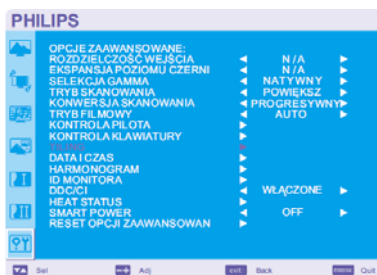 PHILIPS
OPCJE ZAAWANSOWANE:
ROZDZIELCZOŚĆ WEJŚCIA N/A
EKSPANSJA POZIOMU CZERNI N/A
SELEKCJA GAMMA NATYWNY
TRYB SKANOWANIA POWIĘKSZ
KONWERSJA SKANOWANIA PROGRESYWNY
TRYB FILMOWY AUTO
KONTROLA PILOTA
KONTROLA KLAWIATURY
DATA I CZAS
HARMONOGRAM
ID MONITORA
DDC/CI WŁĄCZONE
HEAT STATUS
SMART POWER OFF
RESET OPCJI ZAAWANSOWAN
Sel Adj exit Back menu Quit